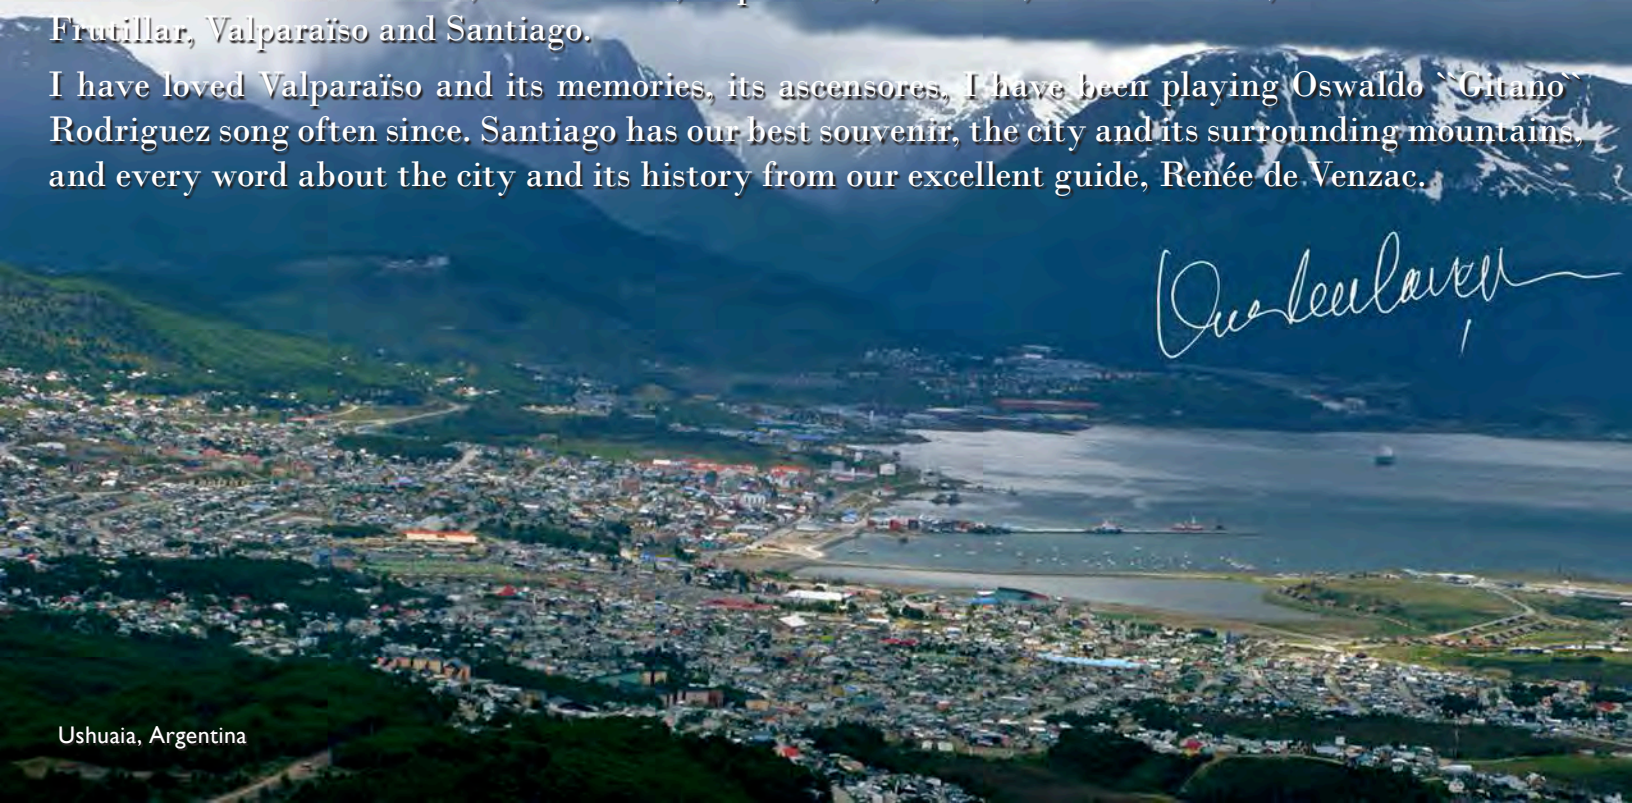 Frutillar, Valparaïso and Santiago.
I have loved Valparaïso and its memories, its ascensores, I have been playing Oswaldo ``Gitano``
Rodriguez song often since. Santiago has our best souvenir, the city and its surrounding mountains,
and every word about the city and its history from our excellent guide, Renée de Venzac.
Ushuaia, Argentina